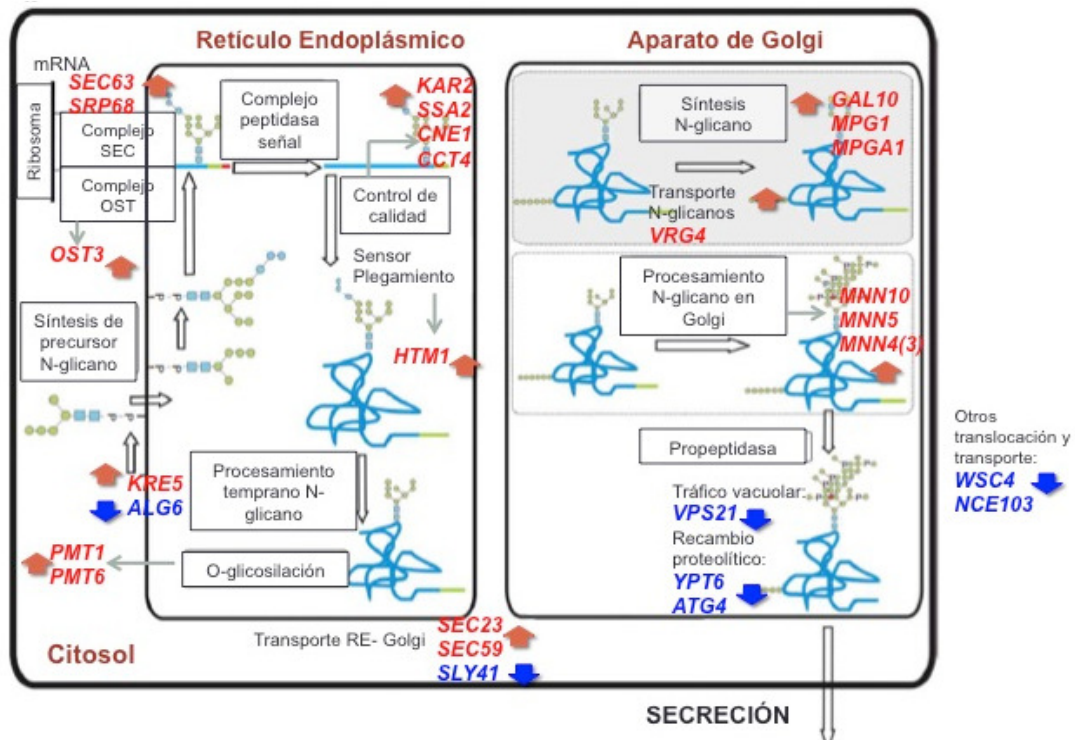 Retículo Endoplásmico
Aparato de Golgi
mRNA
Ribosoma
SEC63
SRP68
Complejo
SEC
Complejo
OST
OST3
Síntesis de
precursor
N-glicano
KRE5
ALG6
PMT1
PMT6
Complejo
peptidasa
señal
KAR2
SSA2
CNE1
CCT4
Control de
calidad
Sensor
Plegamiento
HTM1
Procesamiento
temprano N-
glicano
O-glicosilación
Síntesis
N-glicano
GAL10
MPG1
MPGA1
Transporte
N-glicanos
VRG4
Procesamiento
N-glicano en
Golgi
MNN10
MNN5
MNN4(3)
Propeptidasa
Tráfico vacuolar:
VPS21
Recambio
proteolítico:
YPT6
ATG4
Otros
translocación y
transporte:
WSC4
NCE103
Transporte RE- Golgi
SEC23
SEC59
SLY41
Citosol
SECRECIÓN